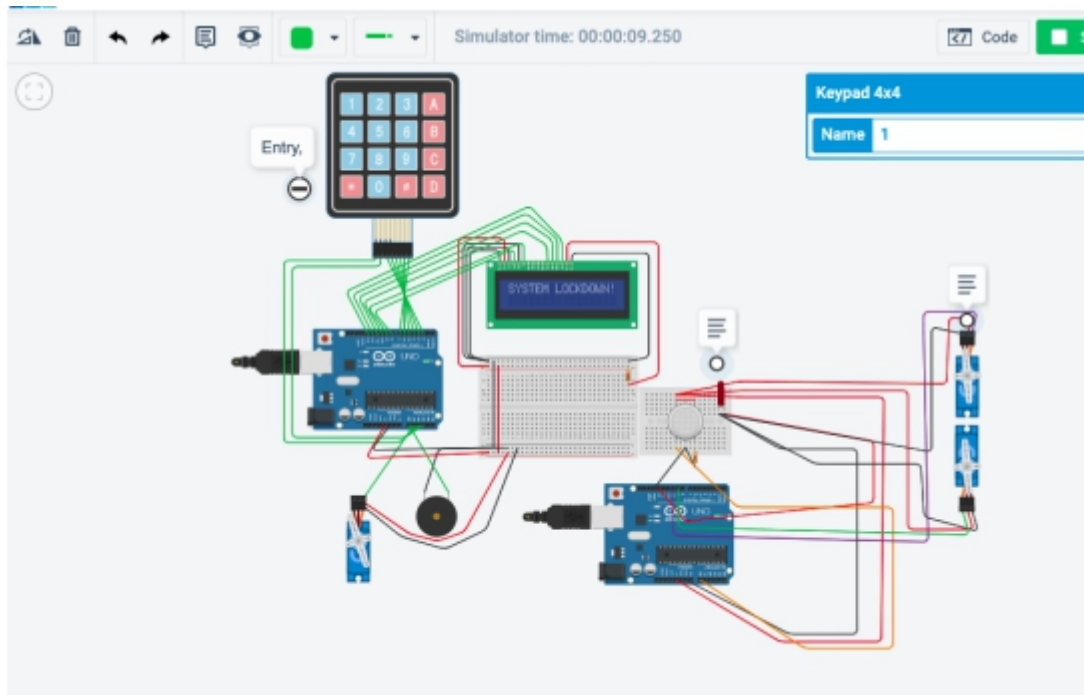 Simulator time: 00:00:09.250
Code
S
Keypad 4x4
Name 1
Entry,
1 2 3 A
4 5 6 B
7 8 9 C
* 0 # D
SYSTEM LOCKDOWN!
UNO
UNO